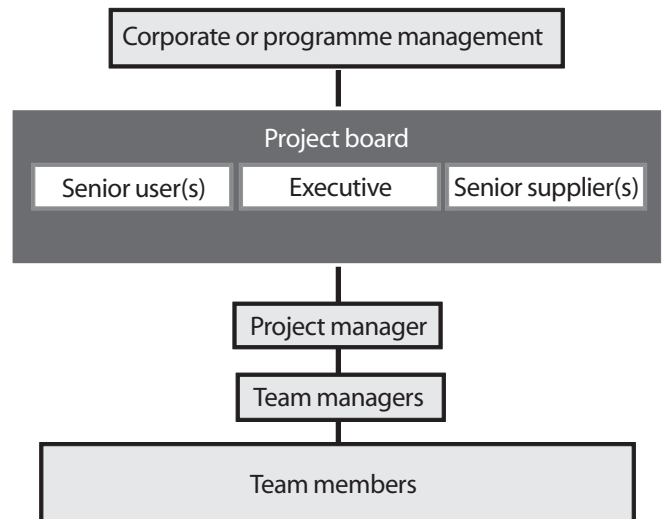 Corporate or programme management
Project board
Senior user(s)
Executive
Senior supplier(s)
Project manager
Team managers
Team members